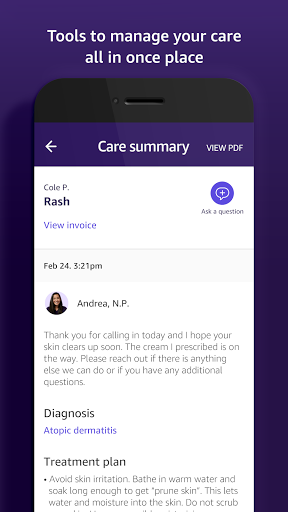 Tools to manage your care
all in once place
Care summary
VIEW PDF
Cole P.
Rash
Ask a question
View invoice
Feb 24, 3:21pm
Andrea, N.P.
Thank you for calling in today and I hope your
skin clears up soon. The cream I prescribed is on
the way. Please reach out if there is anything
else we can do or if you have any additional
questions.
Diagnosis
Atopic dermatitis
Treatment plan
• Avoid skin irritation. Bathe in warm water and
soak long enough to get "prune skin". This lets
water and moisture into the skin. Do not scrub